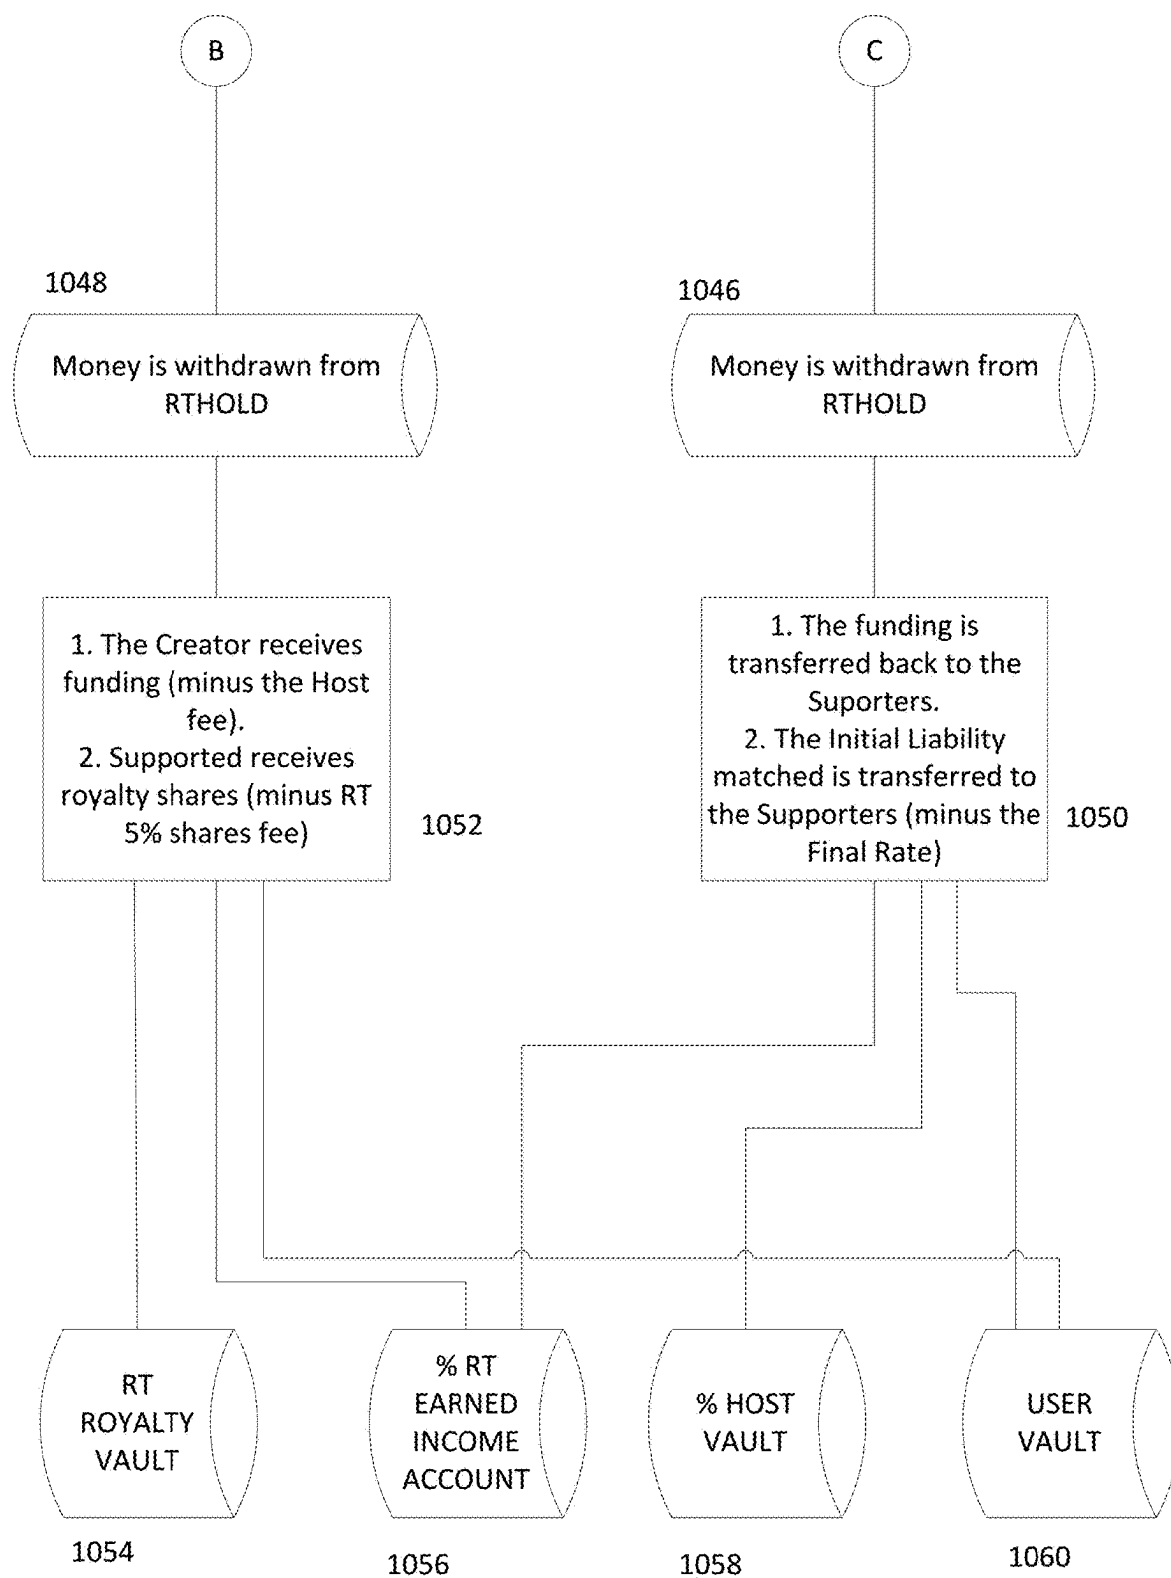 B
C
1048
1046
Money is withdrawn from
RTHOLD
Money is withdrawn from
RTHOLD
1. The Creator receives
funding (minus the Host
fee).
2. Supported receives
royalty shares (minus RT
5% shares fee)
1052
1. The funding is
transferred back to the
Suporters.
2. The Initial Liability
matched is transferred to
the Supporters (minus the
Final Rate)
1050
RT
ROYALTY
VAULT
% RT
EARNED
INCOME
ACCOUNT
% HOST
VAULT
USER
VAULT
1054
1056
1058
1060